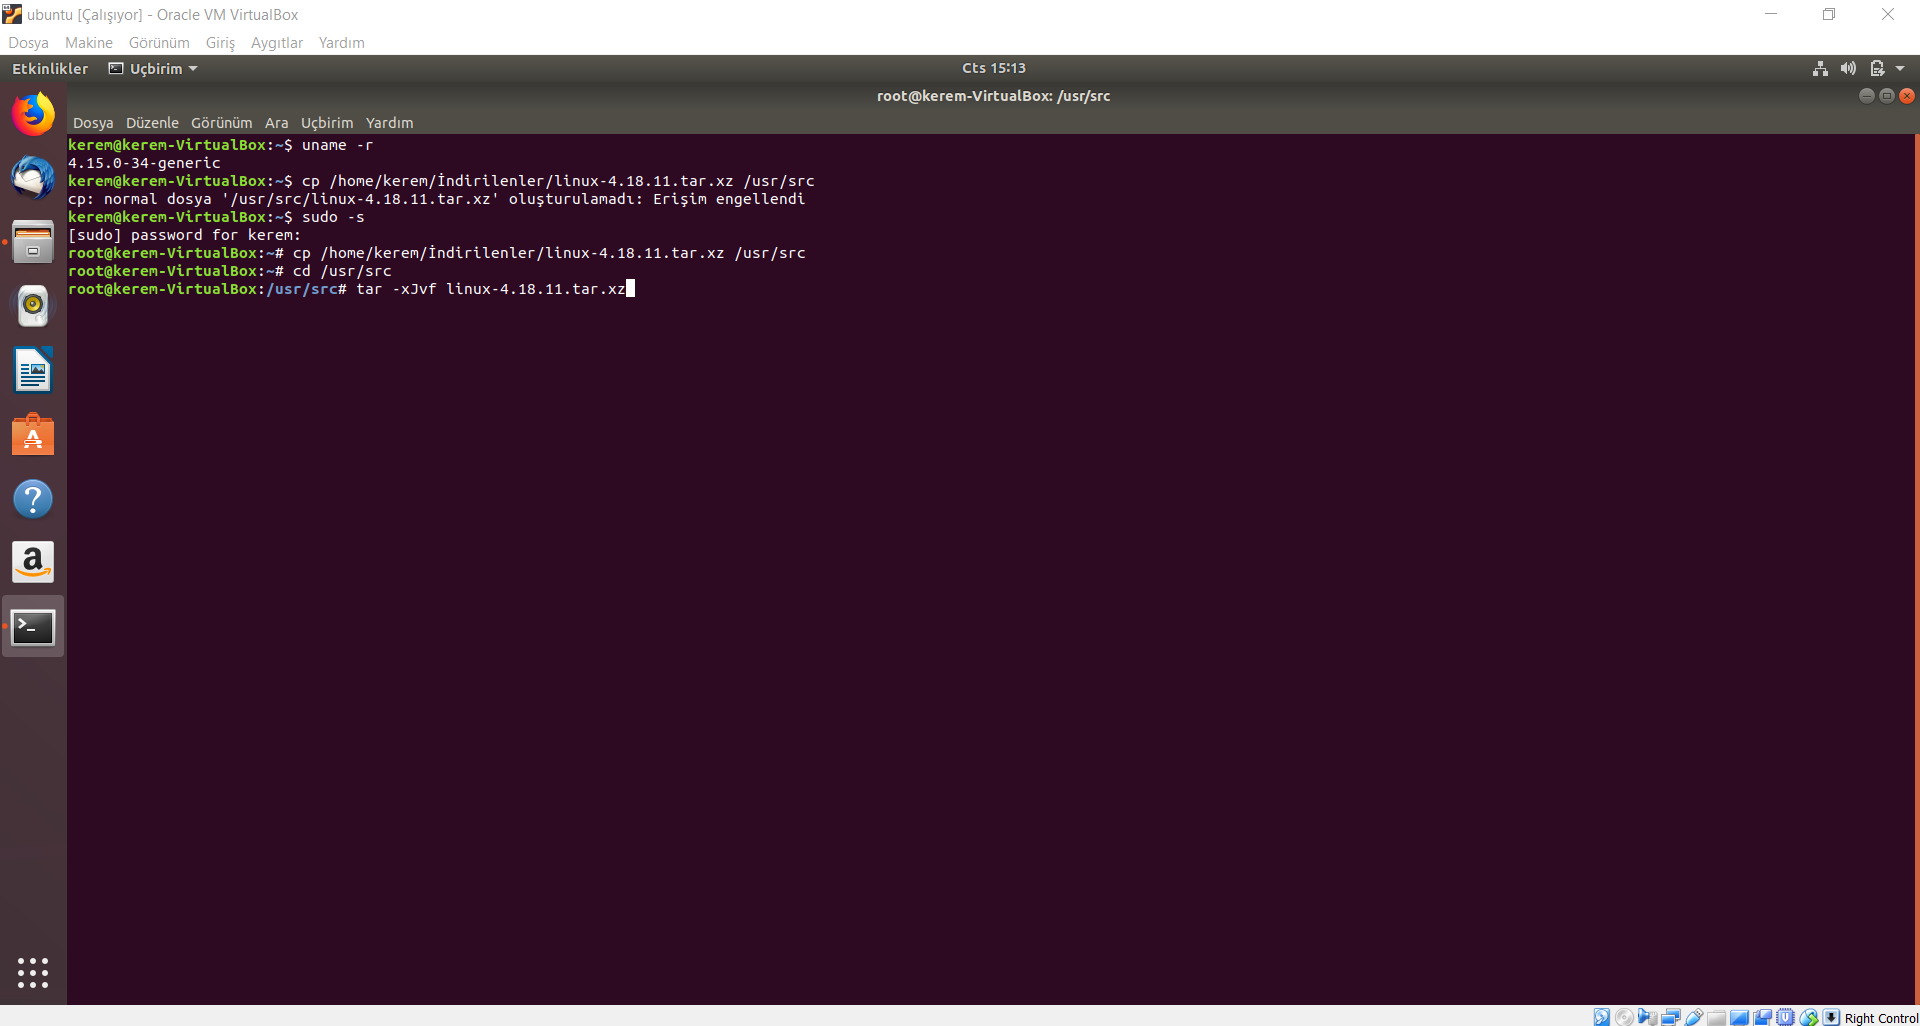 ubuntu [Çalışıyor] - Oracle VM VirtualBox
Dosya Makine Görünüm Giriş Aygıtlar Yardım
Etkinlikler Uçbirim Cts 15:13
root@kerem-VirtualBox: /usr/src
Dosya Düzenle Görünüm Ara Uçbirim Yardım
kerem@kerem-VirtualBox:~$ uname -r
4.15.0-34-generic
kerem@kerem-VirtualBox:~$ cp /home/kerem/İndirilenler/linux-4.18.11.tar.xz /usr/src
cp: normal dosya '/usr/src/linux-4.18.11.tar.xz' oluşturulamadı: Erişim engellendi
kerem@kerem-VirtualBox:~$ sudo -s
[sudo] password for kerem:
root@kerem-VirtualBox:~# cp /home/kerem/İndirilenler/linux-4.18.11.tar.xz /usr/src
root@kerem-VirtualBox:~# cd /usr/src
root@kerem-VirtualBox:/usr/src# tar -xJvf linux-4.18.11.tar.xz
Right Control